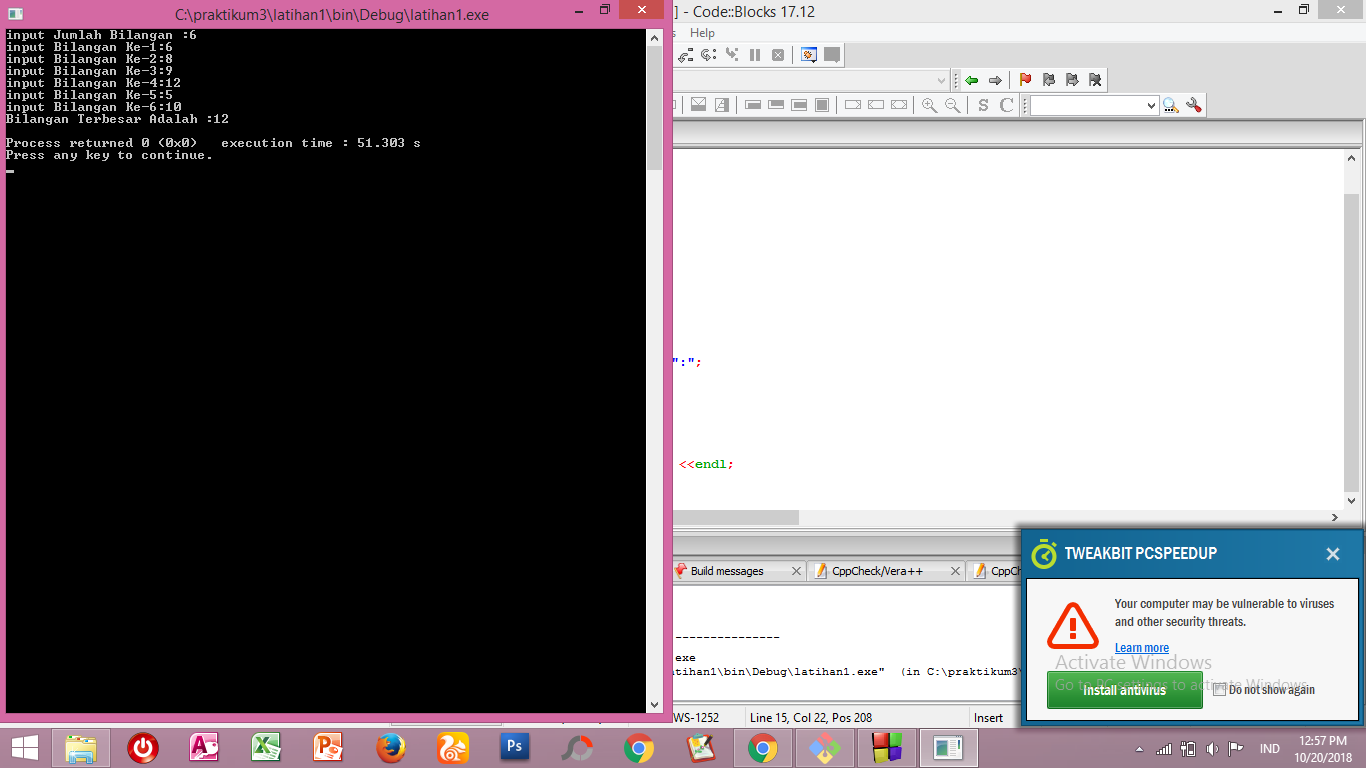 C:\praktikum3\latihan1\bin\Debug\latihan1.exe
input Jumlah Bilangan :6
input Bilangan Ke-1:6
input Bilangan Ke-2:8
input Bilangan Ke-3:9
input Bilangan Ke-4:12
input Bilangan Ke-5:5
input Bilangan Ke-6:10
Bilangan Terbesar Adalah :12
Process returned 0 (0x0)   execution time : 51.303 s
Press any key to continue.
] - Code::Blocks 17.12
Help
S C
":";
<<endl;
Build messages
CppCheck/Vera++
CppCh
---------------
exe
tihan1\bin\Debug\latihan1.exe"  (in C:\praktikum3\
WS-1252
Line 15, Col 22, Pos 208
Insert
TWEAKBIT PCSPEEDUP
Your computer may be vulnerable to viruses
and other security threats.
Learn more
Activate Windows
Go to PC settings to activate Windows.
Install antivirus
Do not show again
Ps
IND
12:57 PM
10/20/2018